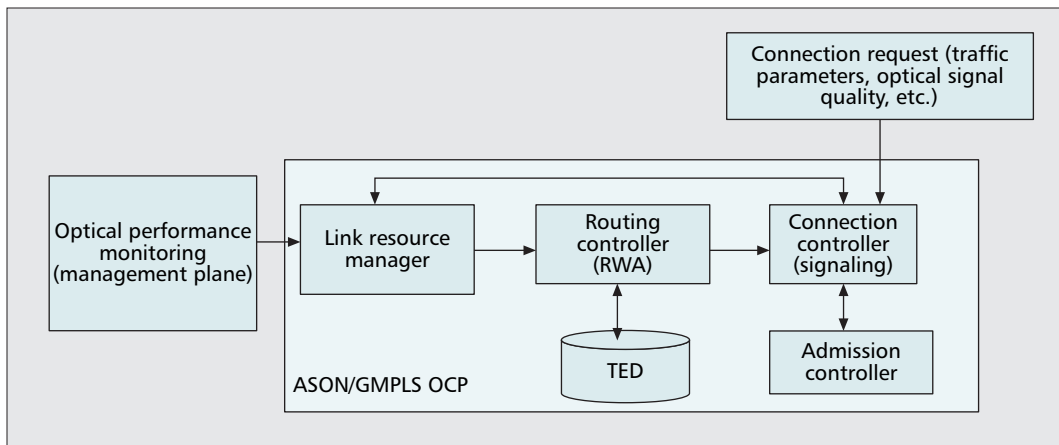 Connection request (traffic
parameters, optical signal
quality, etc.)
Optical performance
monitoring
(management plane)
Link resource
manager
Routing
controller
(RWA)
Connection
controller
(signaling)
TED
Admission
controller
ASON/GMPLS OCP